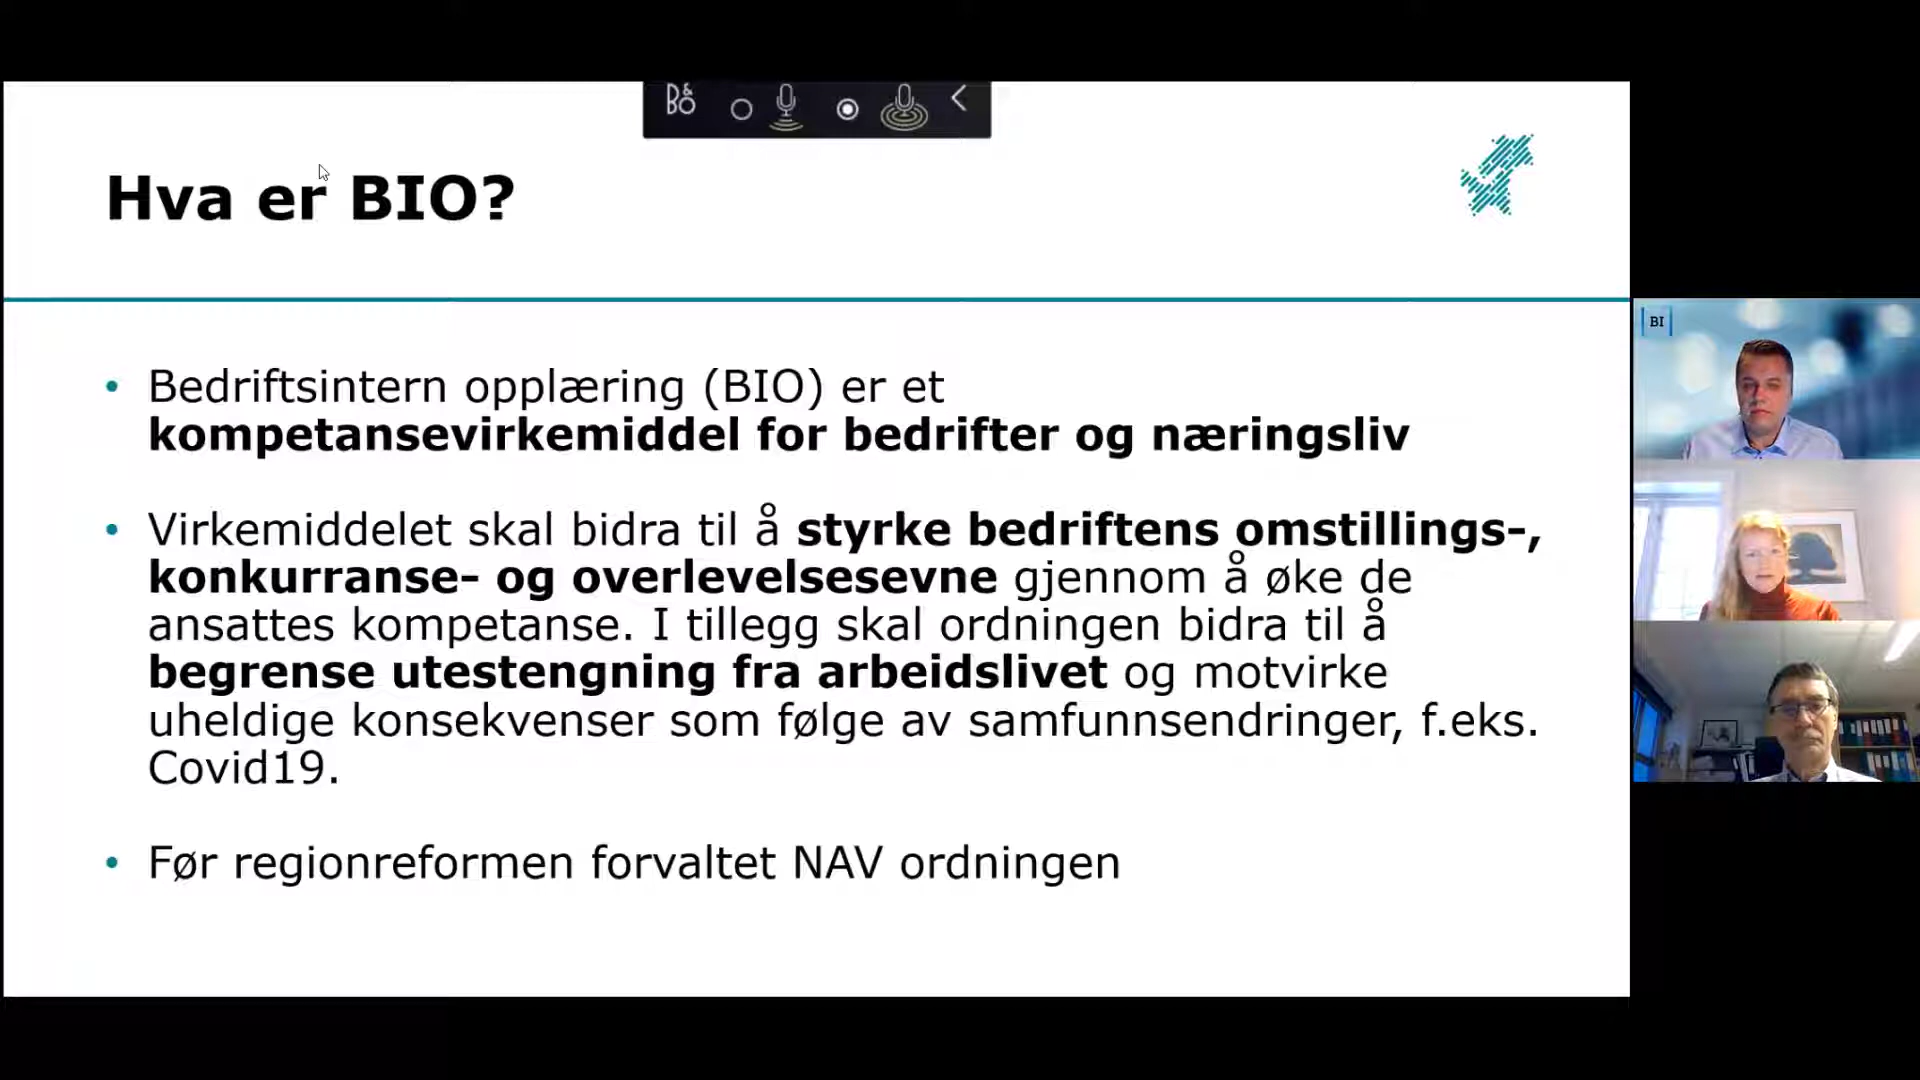 B&O
Hva er BIO?
BI
• Bedriftsintern opplæring (BIO) er et
kompetansevirkemiddel for bedrifter og næringsliv
• Virkemiddelet skal bidra til å styrke bedriftens omstillings-,
konkurranse- og overlevelsesevne gjennom å øke de
ansattes kompetanse. I tillegg skal ordningen bidra til å
begrense utestengning fra arbeidslivet og motvirke
uheldige konsekvenser som følge av samfunnsendringer, f.eks.
Covid19.
• Før regionreformen forvaltet NAV ordningen